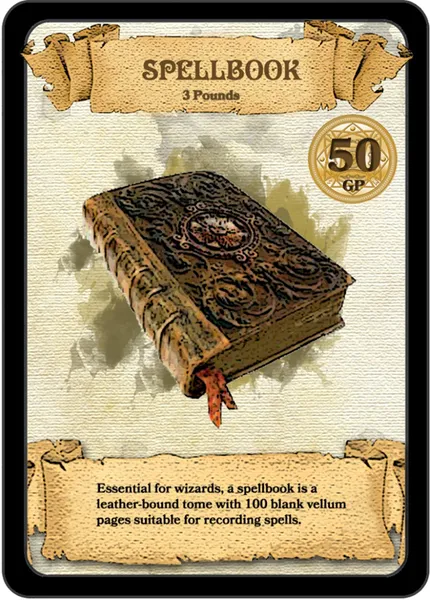 SPELLBOOK
3 Pounds
50
GP
Essential for wizards, a spellbook is a
leather-bound tome with 100 blank vellum
pages suitable for recording spells.